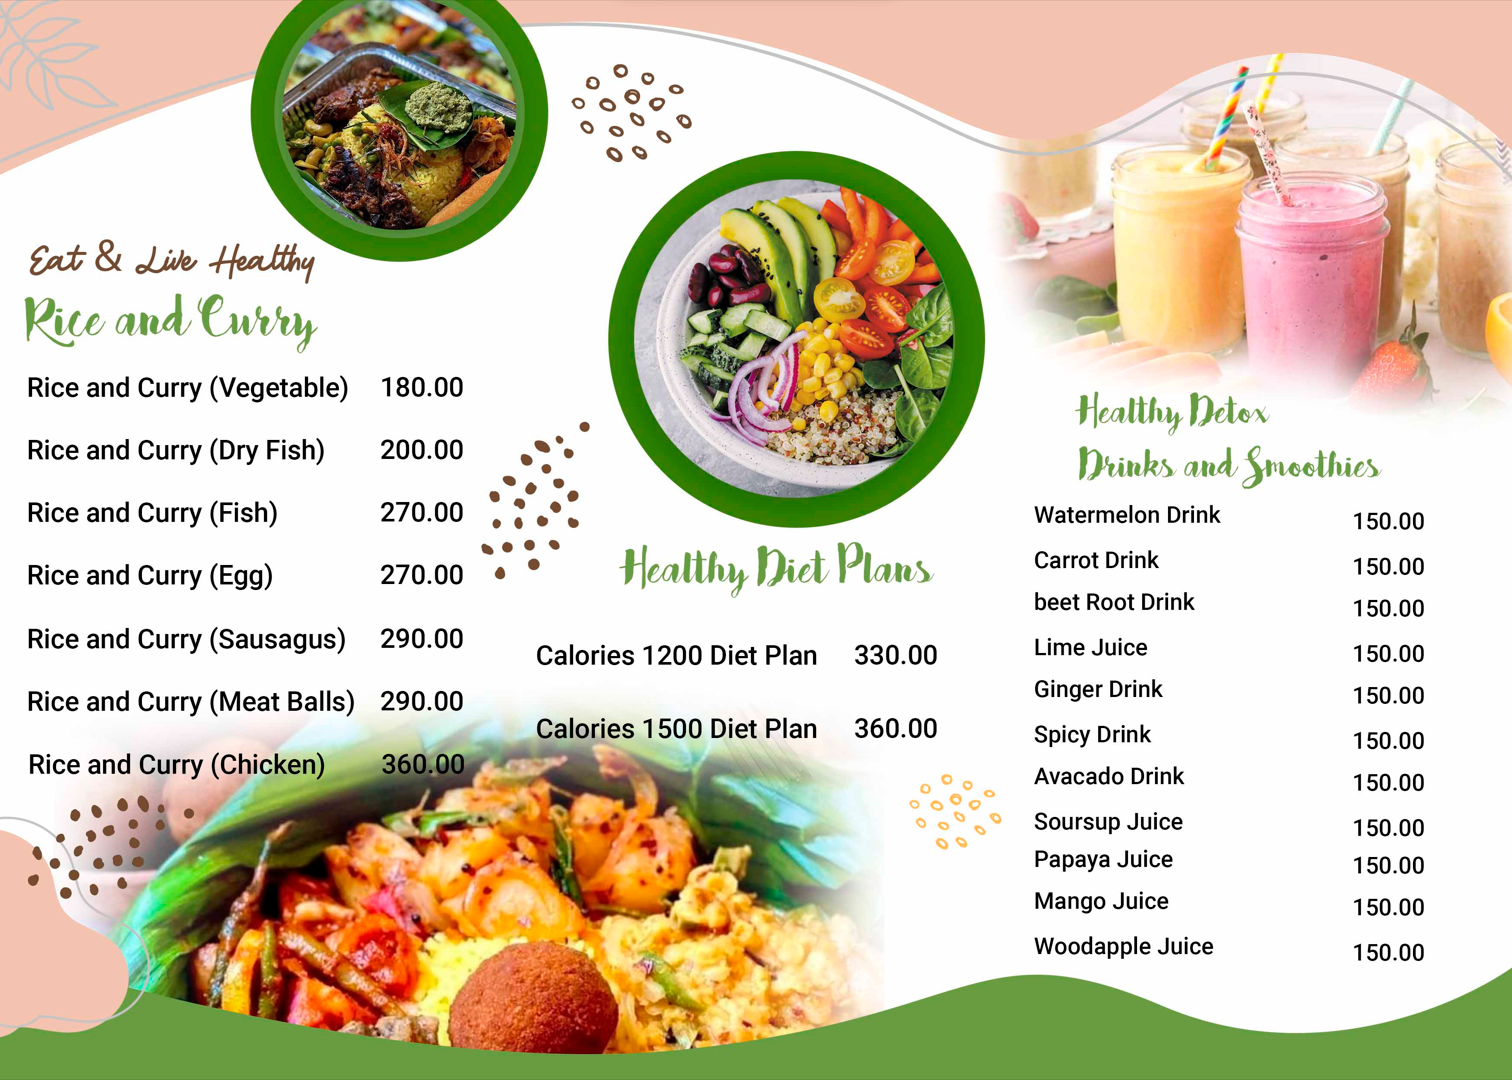 Eat & Live Healthy
Rice and Curry
Rice and Curry (Vegetable) 180.00
Rice and Curry (Dry Fish) 200.00
Rice and Curry (Fish) 270.00
Rice and Curry (Egg) 270.00
Rice and Curry (Sausagus) 290.00
Rice and Curry (Meat Balls) 290.00
Rice and Curry (Chicken) 360.00
Healthy Diet Plans
Calories 1200 Diet Plan 330.00
Calories 1500 Diet Plan 360.00
Healthy Detox
Drinks and Smoothies
Watermelon Drink 150.00
Carrot Drink 150.00
beet Root Drink 150.00
Lime Juice 150.00
Ginger Drink 150.00
Spicy Drink 150.00
Avacado Drink 150.00
Soursup Juice 150.00
Papaya Juice 150.00
Mango Juice 150.00
Woodapple Juice 150.00